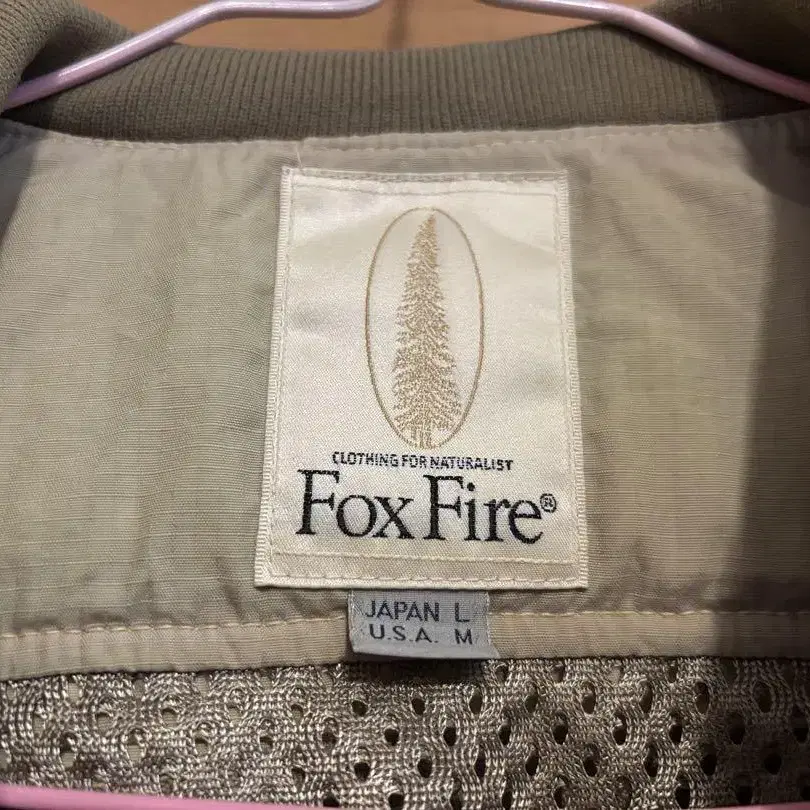 CLOTHING FOR NATURALIST
Fox Fire®
JAPAN L
U.S.A. M